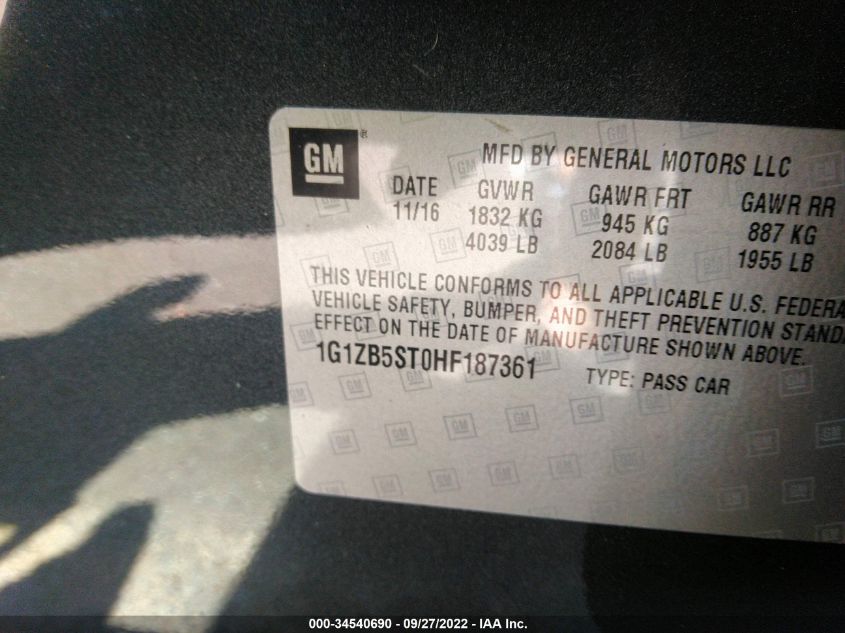 GM ®
MFD BY GENERAL MOTORS LLC
DATE GVWR GAWR FRT GAWR RR
11/16 1832 KG 945 KG 887 KG
4039 LB 2084 LB 1955 LB
THIS VEHICLE CONFORMS TO ALL APPLICABLE U.S. FEDERA
VEHICLE SAFETY, BUMPER, AND THEFT PREVENTION STAND
EFFECT ON THE DATE OF MANUFACTURE SHOWN ABOVE.
1G1ZB5ST0HF187361 TYPE: PASS CAR
000-34540690 - 09/27/2022 - IAA Inc.